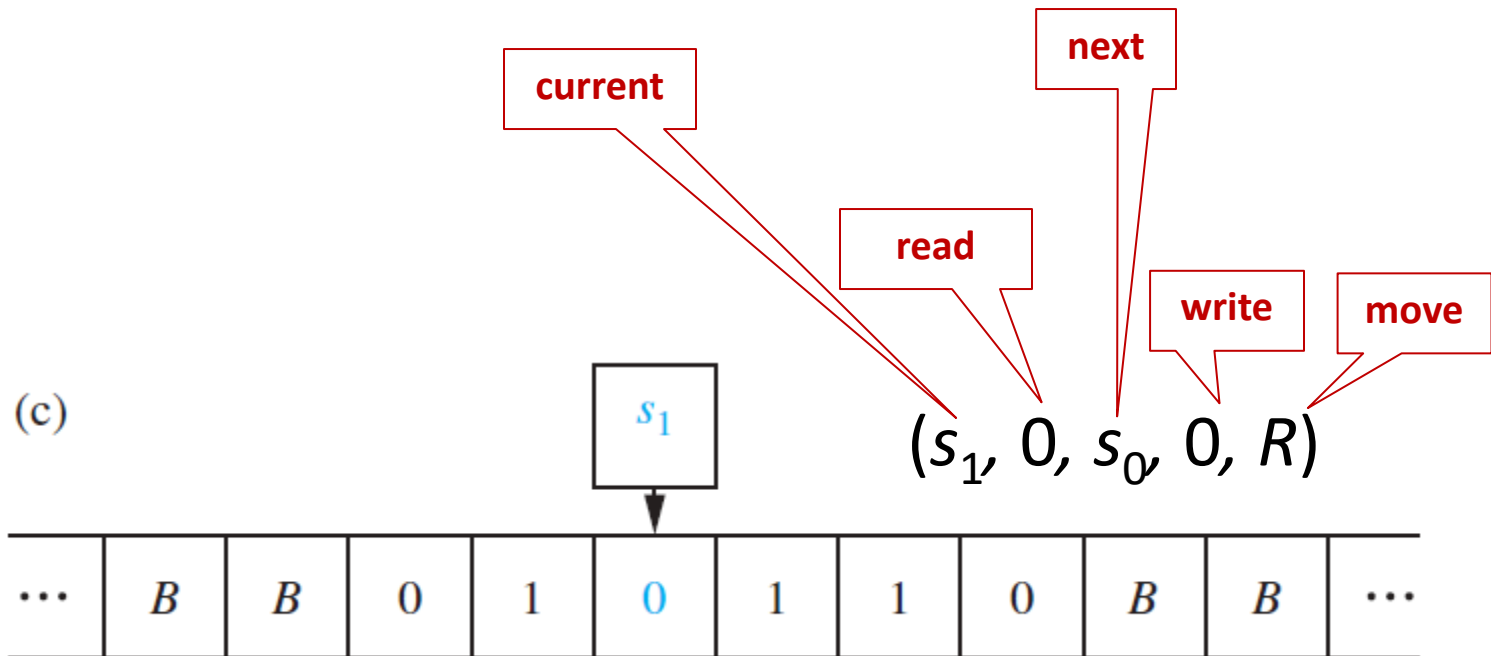 next
current
read
write
move
(c)
s₁
(s₁, 0, s₀, 0, R)
··· B B 0 1 0 1 1 0 B B ···